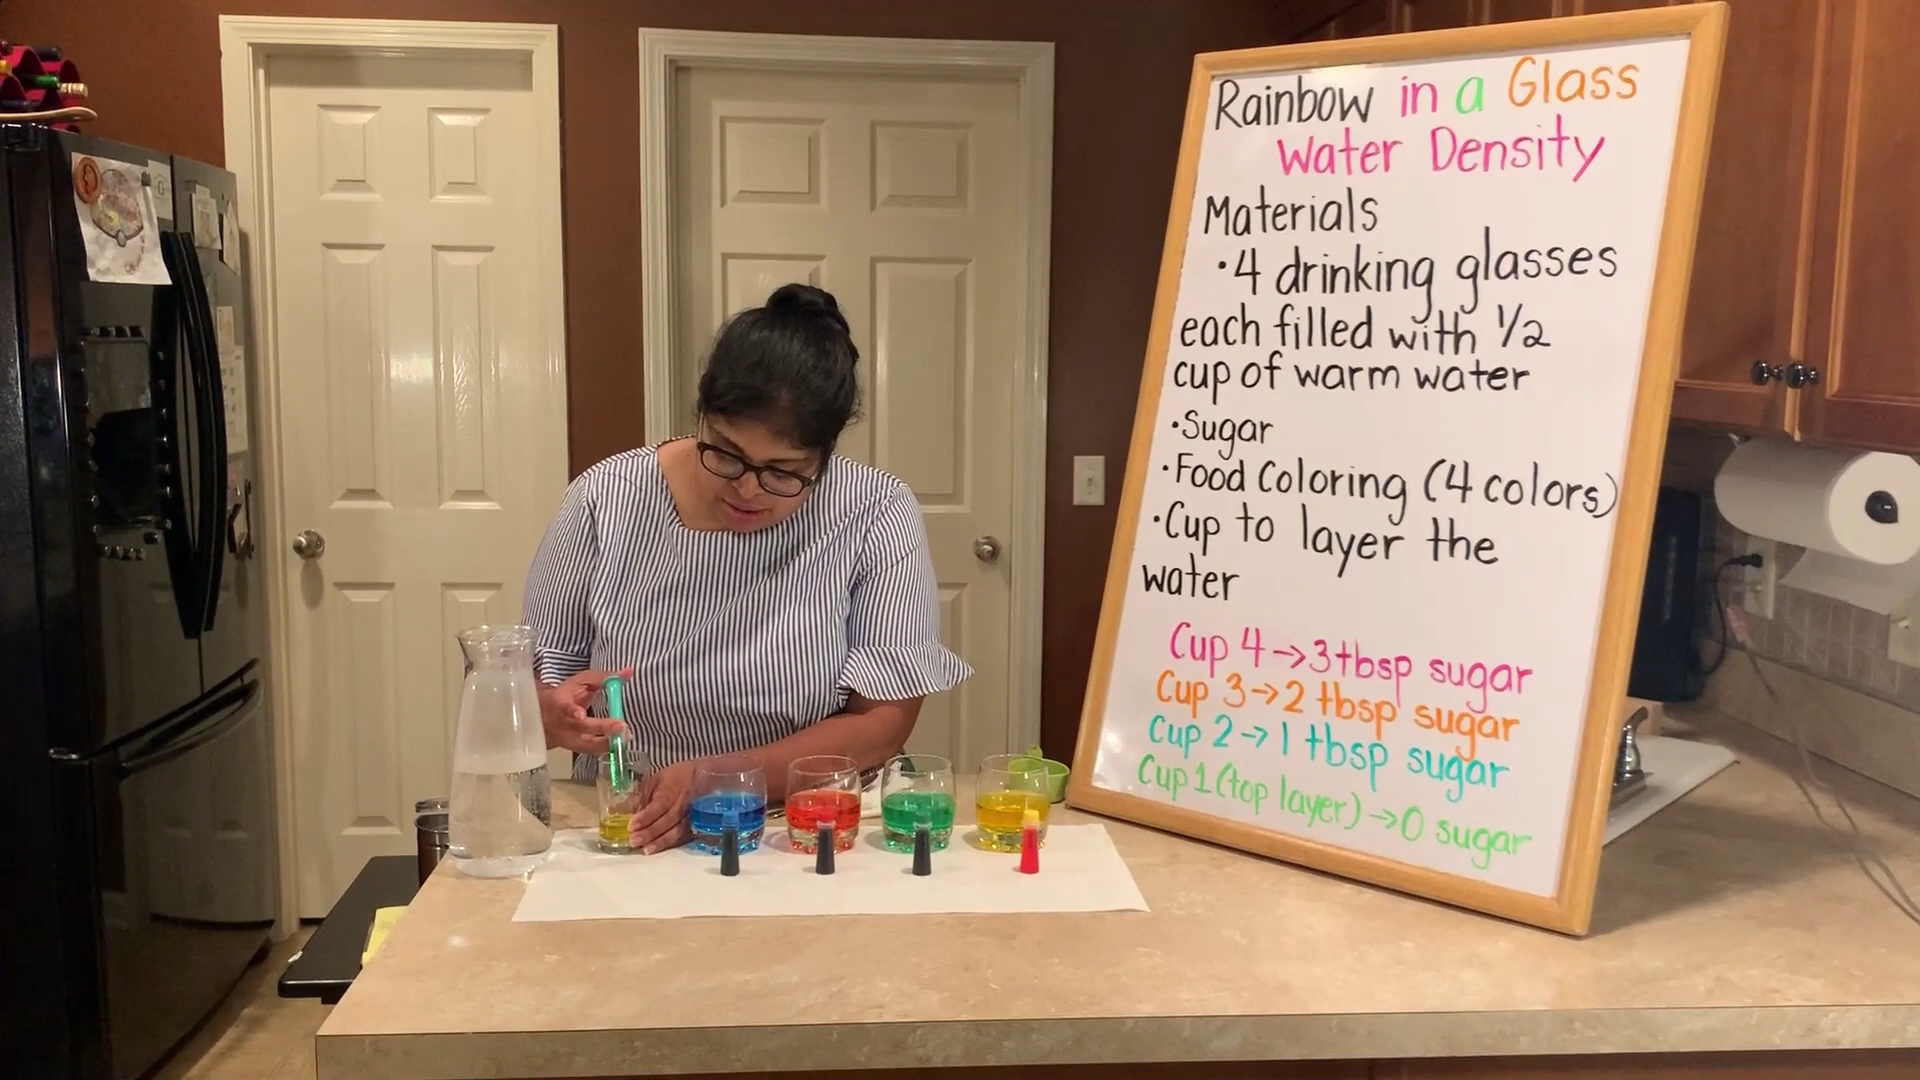 Rainbow in a Glass
Water Density
Materials
•4 drinking glasses
each filled with 1/2
cup of warm water
•Sugar
•Food Coloring (4 colors)
•Cup to layer the
water
Cup 4→3tbsp sugar
Cup 3→2 tbsp sugar
Cup 2→1 tbsp sugar
Cup 1 (top layer)→0 sugar